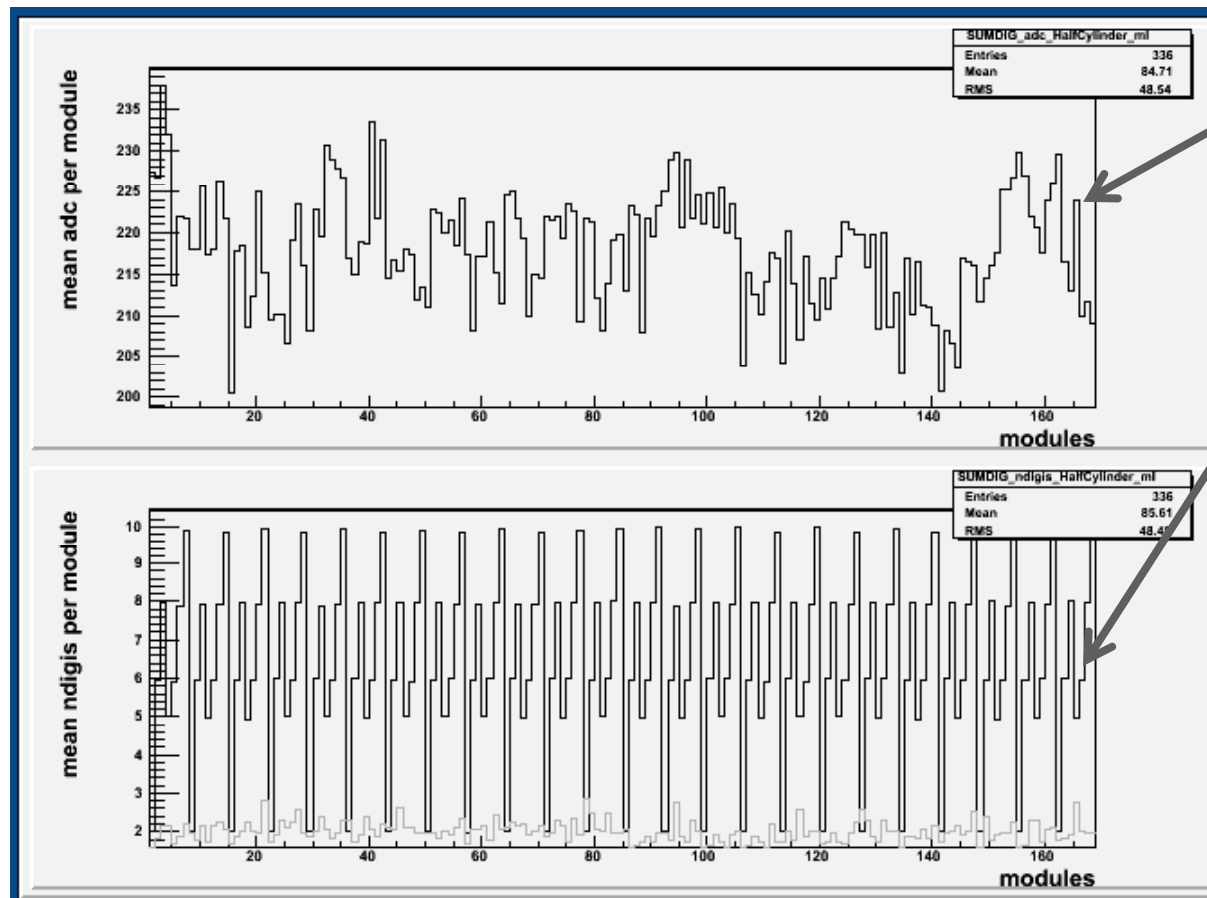 SUMDIG_adc_HalfCylinder_ml
Entries 336
Mean 84.71
RMS 48.54
mean adc per module
235
230
225
220
215
210
205
200
20 40 60 80 100 120 140 160
modules
SUMDIG_ndigis_HalfCylinder_ml
Entries 336
Mean 85.61
RMS
mean ndigis per module
10
9
8
7
6
5
4
3
2
20 40 60 80 100 120 140 160
modules